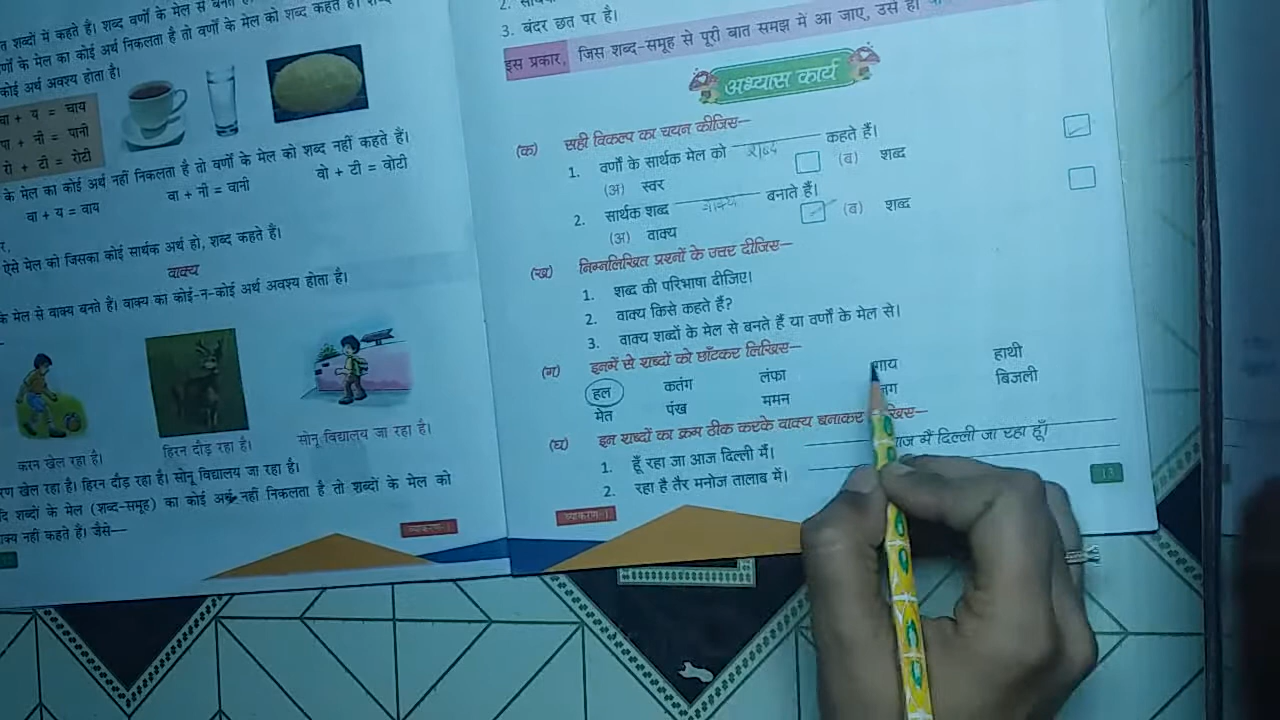 शब्दों में कहते हैं। शब्द वर्णों के मेल से
के मेल का कोई अर्थ निकलता है तो वर्णों के मेल को शब्द कहते हैं।
कोई अर्थ अवश्य होता है।
चा + य = चाय
पा + नी = पानी
रो + टी = रोटी
के मेल का कोई अर्थ नहीं निकलता है तो वर्णों के मेल को शब्द नहीं कहते हैं।
वा + य = वाय
वा + नी = वानी
वो + टी = वोटी
ऐसे मेल को जिसका कोई सार्थक अर्थ हो, शब्द कहते हैं।
वाक्य
के मेल से वाक्य बनते हैं। वाक्य का कोई-न-कोई अर्थ अवश्य होता है।
करन खेल रहा है।
हिरन दौड़ रहा है।
सोनू विद्यालय जा रहा है।
खेल रहा है। हिरन दौड़ रहा है। सोनू विद्यालय जा रहा है।
शब्दों के मेल (शब्द-समूह) का कोई अर्थ नहीं निकलता है तो शब्दों के मेल को
वाक्य नहीं कहते हैं। जैसे—
व्याकरण-1
2.
3. बंदर छत पर है।
इस प्रकार, जिस शब्द-समूह से पूरी बात समझ में आ जाए, उसे ही
अभ्यास कार्य
(क) सही विकल्प का चयन कीजिए—
1. वर्णों के सार्थक मेल को शब्द कहते हैं।
(अ) स्वर (ब) शब्द
2. सार्थक शब्द वाक्य बनाते हैं।
(अ) वाक्य (ब) शब्द
(ख) निम्नलिखित प्रश्नों के उत्तर दीजिए—
1. शब्द की परिभाषा दीजिए।
2. वाक्य किसे कहते हैं?
3. वाक्य शब्दों के मेल से बनते हैं या वर्णों के मेल से।
(ग) इनमें से शब्दों को छाँटकर लिखिए—
हल कतंग लंफा गाय हाथी
मेत पंख ममन बिजली
(घ) इन शब्दों का क्रम ठीक करके वाक्य बनाकर लिखिए—
1. हूँ रहा जा आज दिल्ली मैं। आज मैं दिल्ली जा रहा हूँ।
2. रहा है तैर मनोज तालाब में।
व्याकरण-1
13